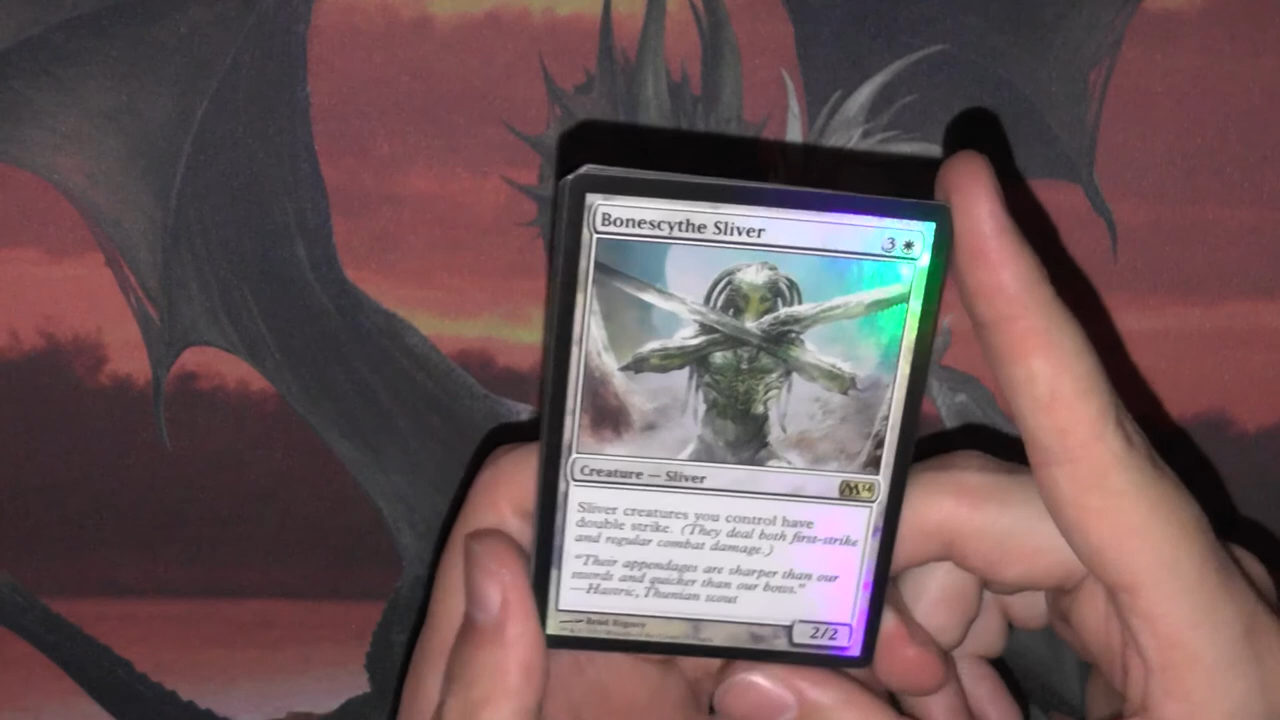 Bonescythe Sliver 3
Creature — Sliver M14
Sliver creatures you control have
double strike. (They deal both first-strike
and regular combat damage.)
"Their appendages are sharper than our
swords and quicker than our bows."
—Hastric, Thunian scout
2/2